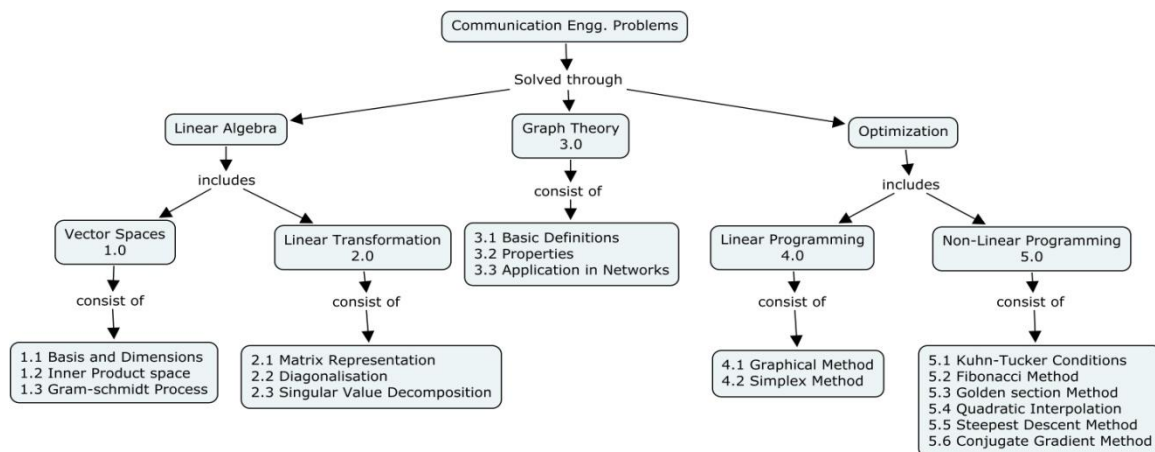 Communication Engg. Problems
Solved through
Linear Algebra
Graph Theory
3.0
Optimization
includes
consist of
includes
Vector Spaces
1.0
Linear Transformation
2.0
3.1 Basic Definitions
3.2 Properties
3.3 Application in Networks
Linear Programming
4.0
Non-Linear Programming
5.0
consist of
consist of
consist of
consist of
1.1 Basis and Dimensions
1.2 Inner Product space
1.3 Gram-schmidt Process
2.1 Matrix Representation
2.2 Diagonalisation
2.3 Singular Value Decomposition
4.1 Graphical Method
4.2 Simplex Method
5.1 Kuhn-Tucker Conditions
5.2 Fibonacci Method
5.3 Golden section Method
5.4 Quadratic Interpolation
5.5 Steepest Descent Method
5.6 Conjugate Gradient Method